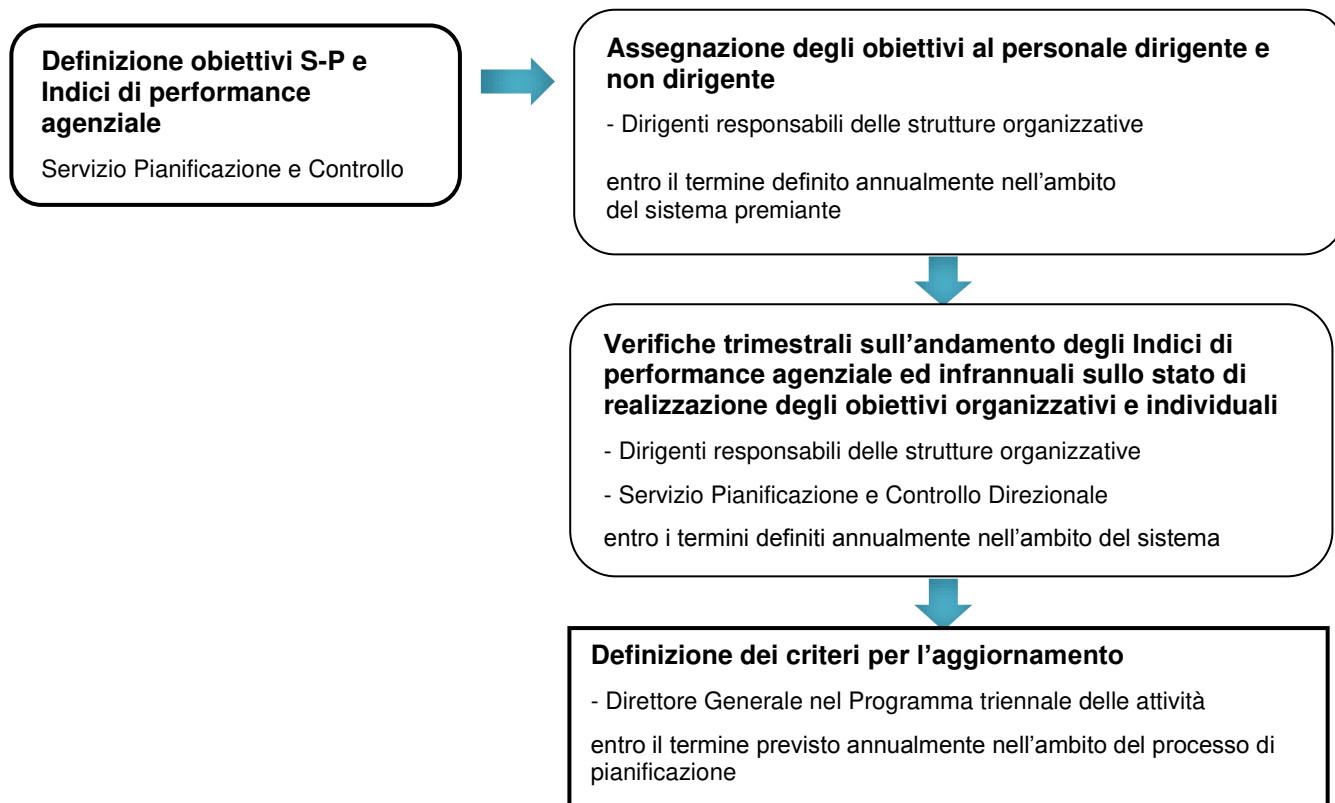 Definizione obiettivi S-P e
Indici di performance
agenziale
Servizio Pianificazione e Controllo
Assegnazione degli obiettivi al personale dirigente e
non dirigente
- Dirigenti responsabili delle strutture organizzative
entro il termine definito annualmente nell’ambito
del sistema premiante
Verifiche trimestrali sull’andamento degli Indici di
performance agenziale ed infrannuali sullo stato di
realizzazione degli obiettivi organizzativi e individuali
- Dirigenti responsabili delle strutture organizzative
- Servizio Pianificazione e Controllo Direzionale
entro i termini definiti annualmente nell’ambito del sistema
Definizione dei criteri per l’aggiornamento
- Direttore Generale nel Programma triennale delle attività
entro il termine previsto annualmente nell’ambito del processo di
pianificazione